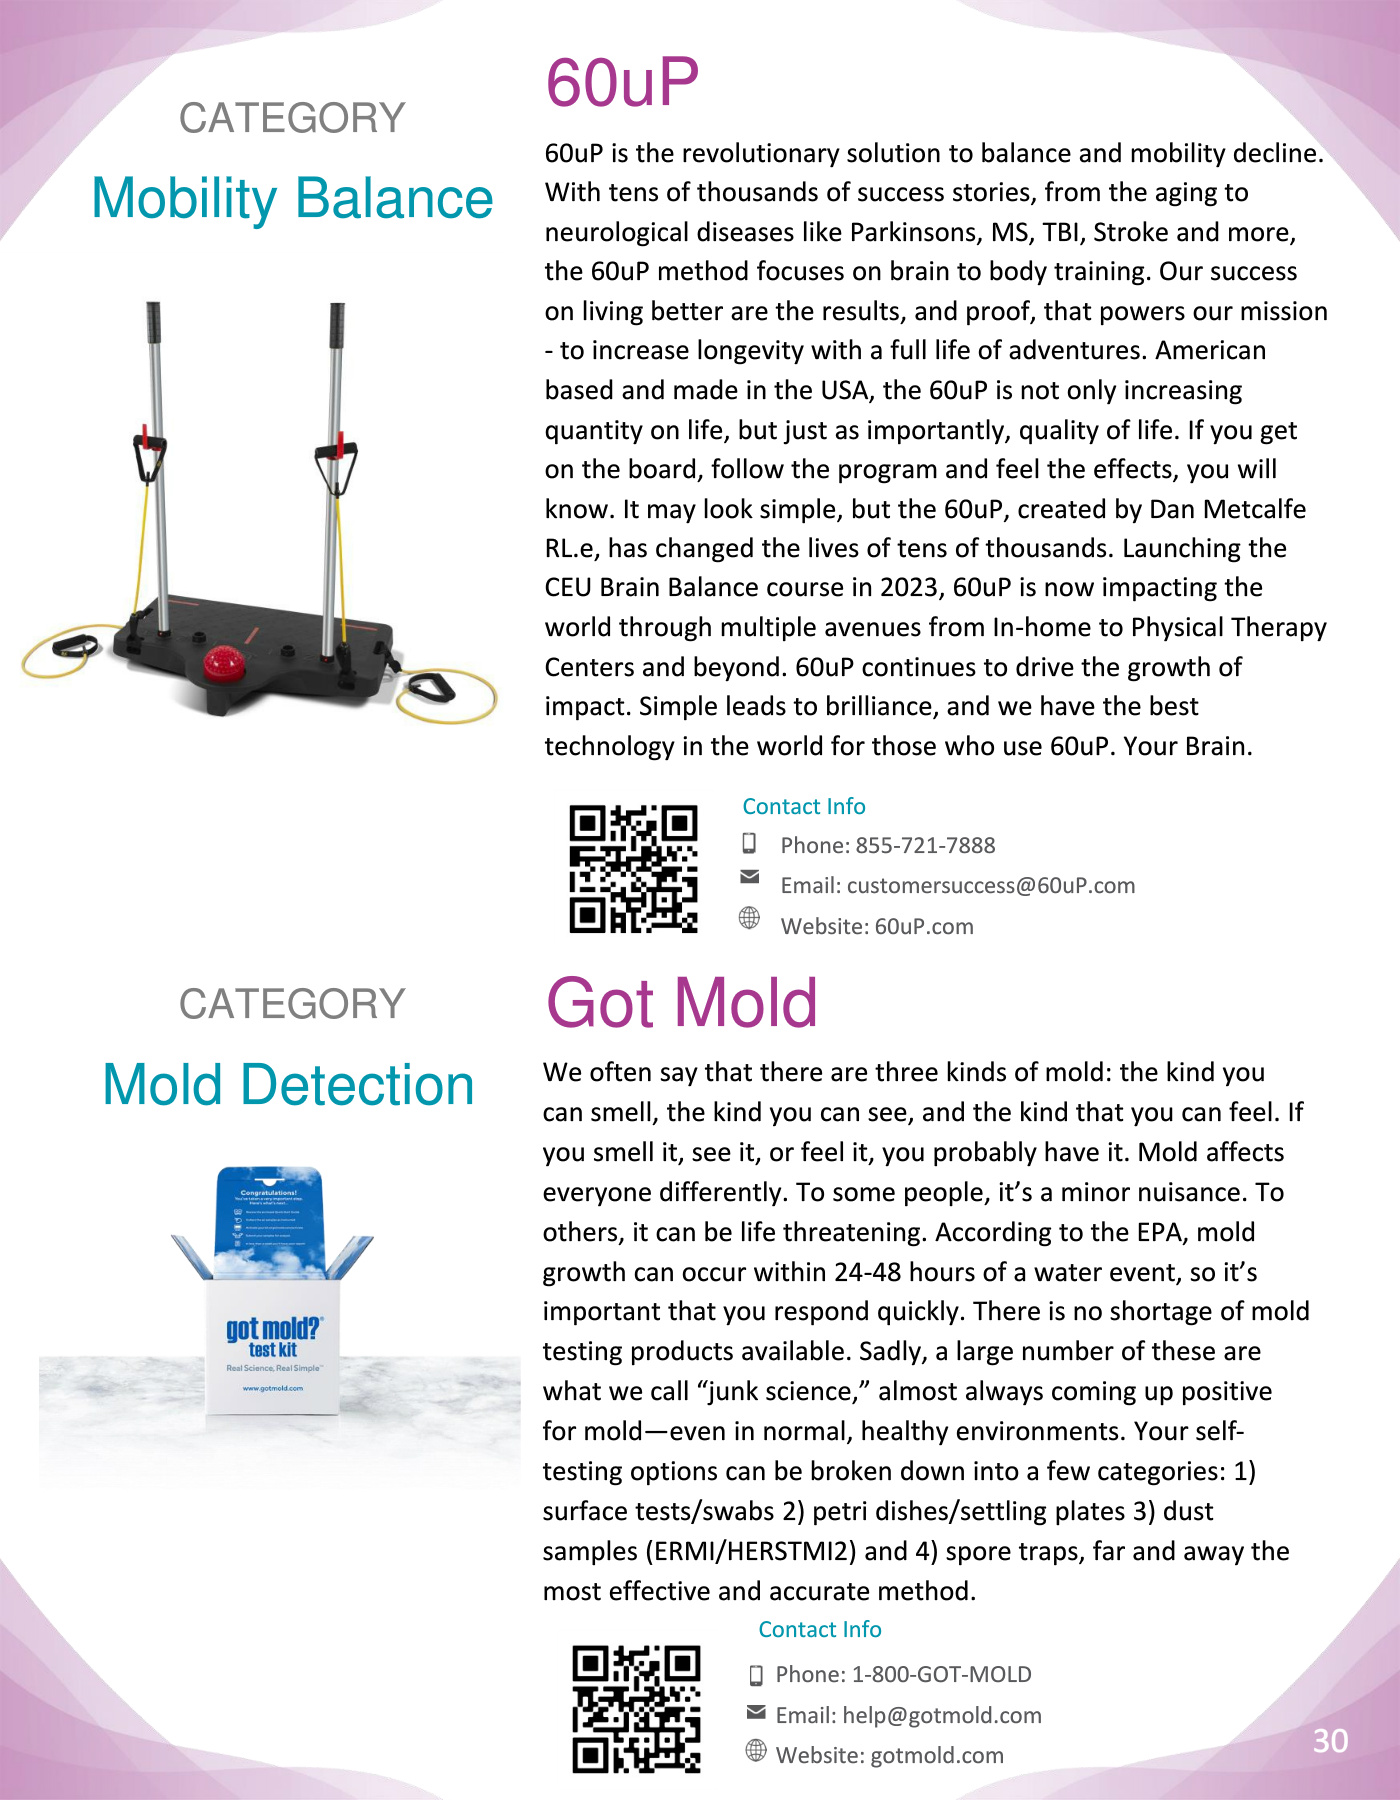 CATEGORY
Mobility Balance
60uP
60uP is the revolutionary solution to balance and mobility decline.
With tens of thousands of success stories, from the aging to
neurological diseases like Parkinsons, MS, TBI, Stroke and more,
the 60uP method focuses on brain to body training. Our success
on living better are the results, and proof, that powers our mission
- to increase longevity with a full life of adventures. American
based and made in the USA, the 60uP is not only increasing
quantity on life, but just as importantly, quality of life. If you get
on the board, follow the program and feel the effects, you will
know. It may look simple, but the 60uP, created by Dan Metcalfe
RL.e, has changed the lives of tens of thousands. Launching the
CEU Brain Balance course in 2023, 60uP is now impacting the
world through multiple avenues from In-home to Physical Therapy
Centers and beyond. 60uP continues to drive the growth of
impact. Simple leads to brilliance, and we have the best
technology in the world for those who use 60uP. Your Brain.
Contact Info
Phone: 855-721-7888
Email: customersuccess@60uP.com
Website: 60uP.com
CATEGORY
Mold Detection
Congratulations!
got mold?®
test kit
Real Science, Real Simple™
www.gotmold.com
Got Mold
We often say that there are three kinds of mold: the kind you
can smell, the kind you can see, and the kind that you can feel. If
you smell it, see it, or feel it, you probably have it. Mold affects
everyone differently. To some people, it’s a minor nuisance. To
others, it can be life threatening. According to the EPA, mold
growth can occur within 24-48 hours of a water event, so it’s
important that you respond quickly. There is no shortage of mold
testing products available. Sadly, a large number of these are
what we call “junk science,” almost always coming up positive
for mold—even in normal, healthy environments. Your self-
testing options can be broken down into a few categories: 1)
surface tests/swabs 2) petri dishes/settling plates 3) dust
samples (ERMI/HERSTMI2) and 4) spore traps, far and away the
most effective and accurate method.
Contact Info
Phone: 1-800-GOT-MOLD
Email: help@gotmold.com
Website: gotmold.com
30